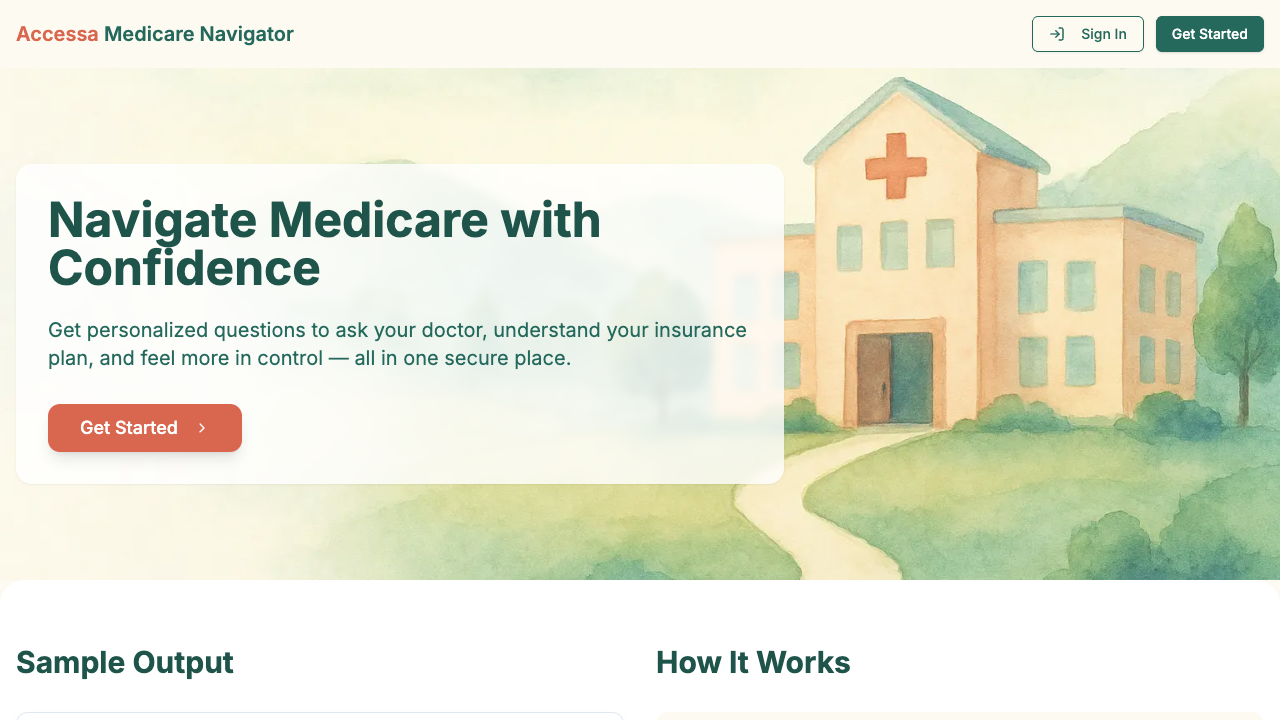 Accessa Medicare Navigator
Sign In
Get Started
Navigate Medicare with
Confidence
Get personalized questions to ask your doctor, understand your insurance
plan, and feel more in control — all in one secure place.
Get Started
Sample Output
How It Works